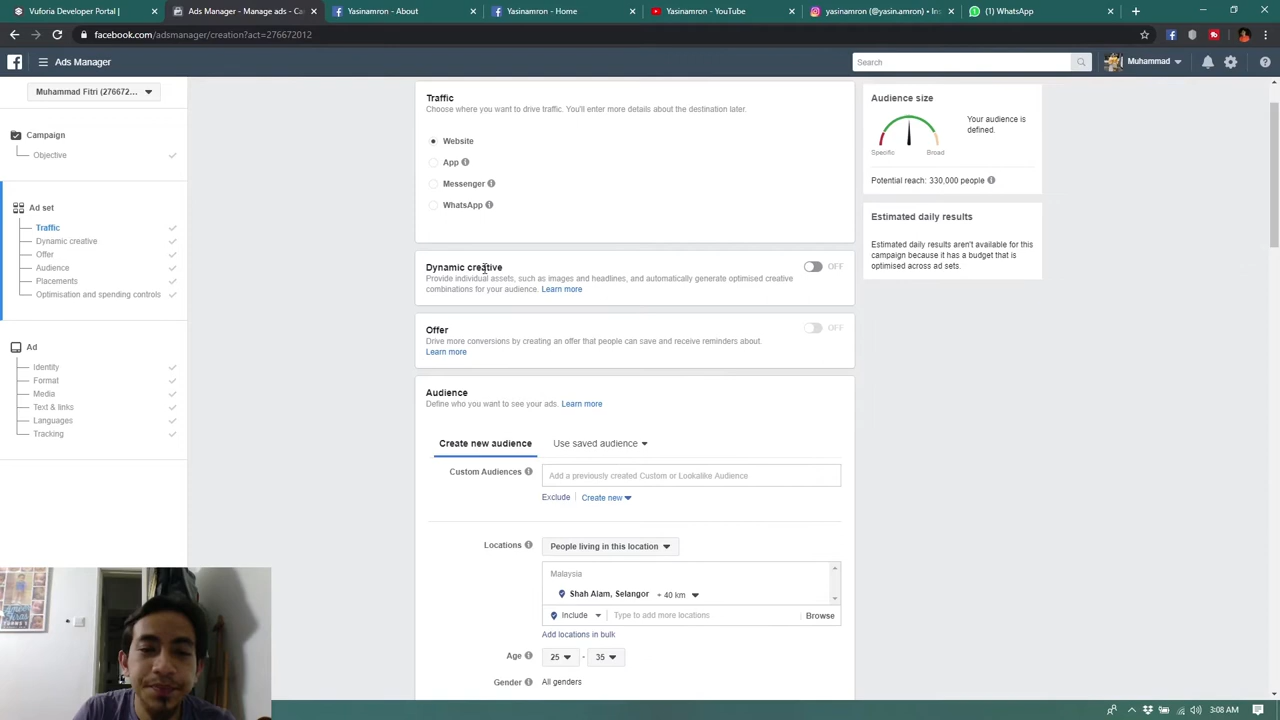 Vuforia Developer Portal |
Ads Manager - Manage ads - Ca
Yasinamron - About
Yasinamron - Home
Yasinamron - YouTube
yasinamron (@yasinamron) • Ins
WhatsApp
facebook.com/adsmanager/creation?act=276672012
Ads Manager
Search
Muhammad
Muhammad Fitri (276672...
Campaign
Objective
Ad set
Traffic
Dynamic creative
Offer
Audience
Placements
Optimisation and spending controls
Ad
Identity
Format
Media
Text & links
Languages
Tracking
Traffic
Choose where you want to drive traffic. You'll enter more details about the destination later.
Website
App
Messenger
WhatsApp
Dynamic creative
OFF
Provide individual assets, such as images and headlines, and automatically generate optimised creative
combinations for your audience. Learn more
Offer
OFF
Drive more conversions by creating an offer that people can save and receive reminders about.
Learn more
Audience
Define who you want to see your ads. Learn more
Create new audience Use saved audience
Custom Audiences Add a previously created Custom or Lookalike Audience
Exclude | Create new
Locations People living in this location
Malaysia
Shah Alam, Selangor + 40 km
Include Type to add more locations Browse
Add locations in bulk
Age 25 - 35
Gender All genders
Audience size
Your audience is
defined.
Specific Broad
Potential reach: 330,000 people
Estimated daily results
Estimated daily results aren't available for this
campaign because it has a budget that is
optimised across ad sets.
3:08 AM